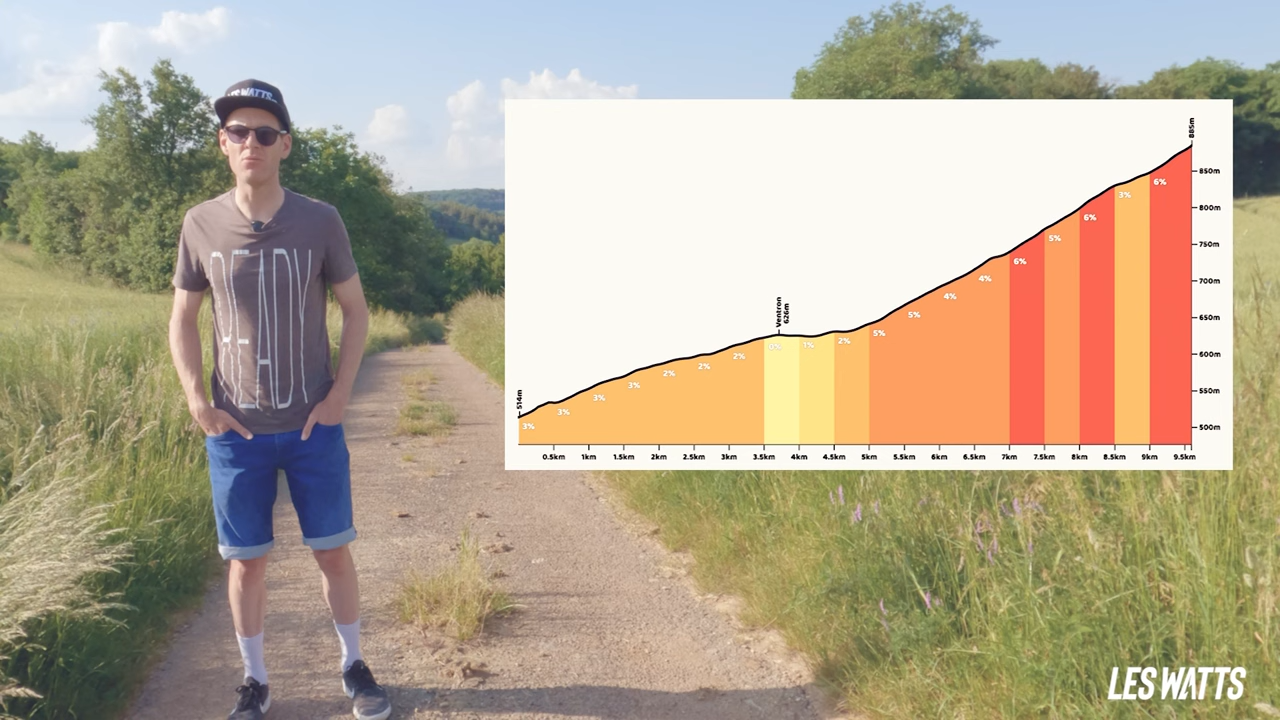 LES WATTS
READY
514m
Ventron
626m
885m
3%
3%
3%
3%
2%
2%
2%
0%
1%
2%
5%
5%
4%
4%
6%
5%
6%
3%
6%
850m
800m
750m
700m
650m
600m
550m
500m
0.5km 1km 1.5km 2km 2.5km 3km 3.5km 4km 4.5km 5km 5.5km 6km 6.5km 7km 7.5km 8km 8.5km 9km 9.5km
LES WATTS